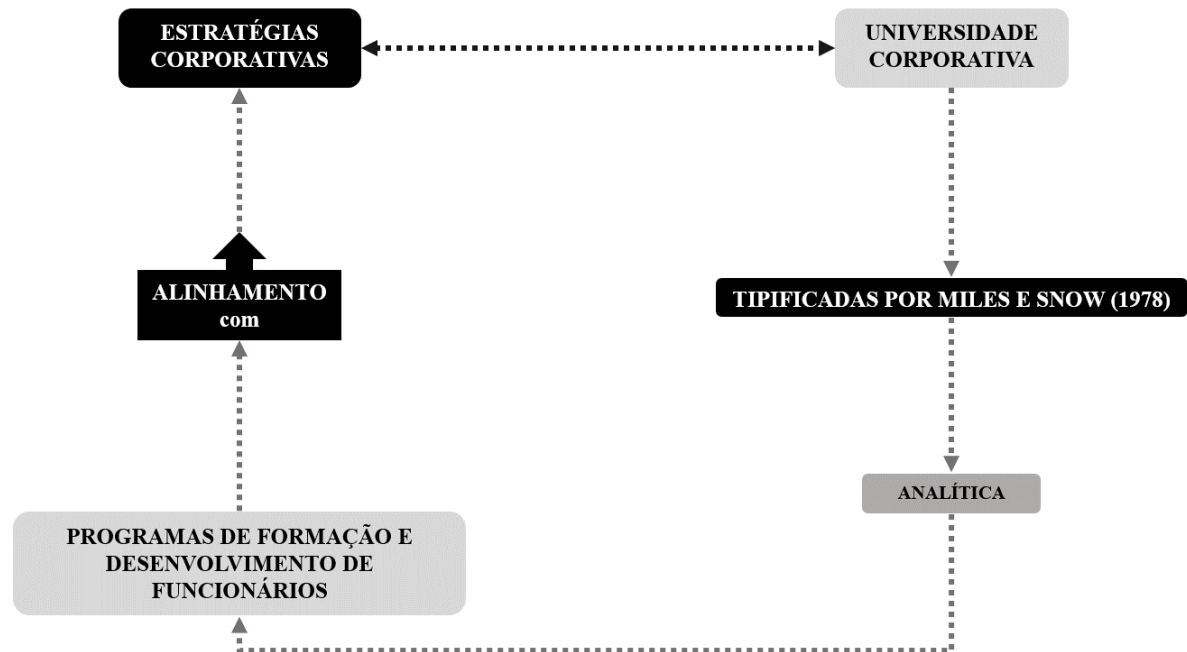 ESTRATÉGIAS
CORPORATIVAS
UNIVERSIDADE
CORPORATIVA
ALINHAMENTO
com
TIPIFICADAS POR MILES E SNOW (1978)
ANALÍTICA
PROGRAMAS DE FORMAÇÃO E
DESENVOLVIMENTO DE
FUNCIONÁRIOS